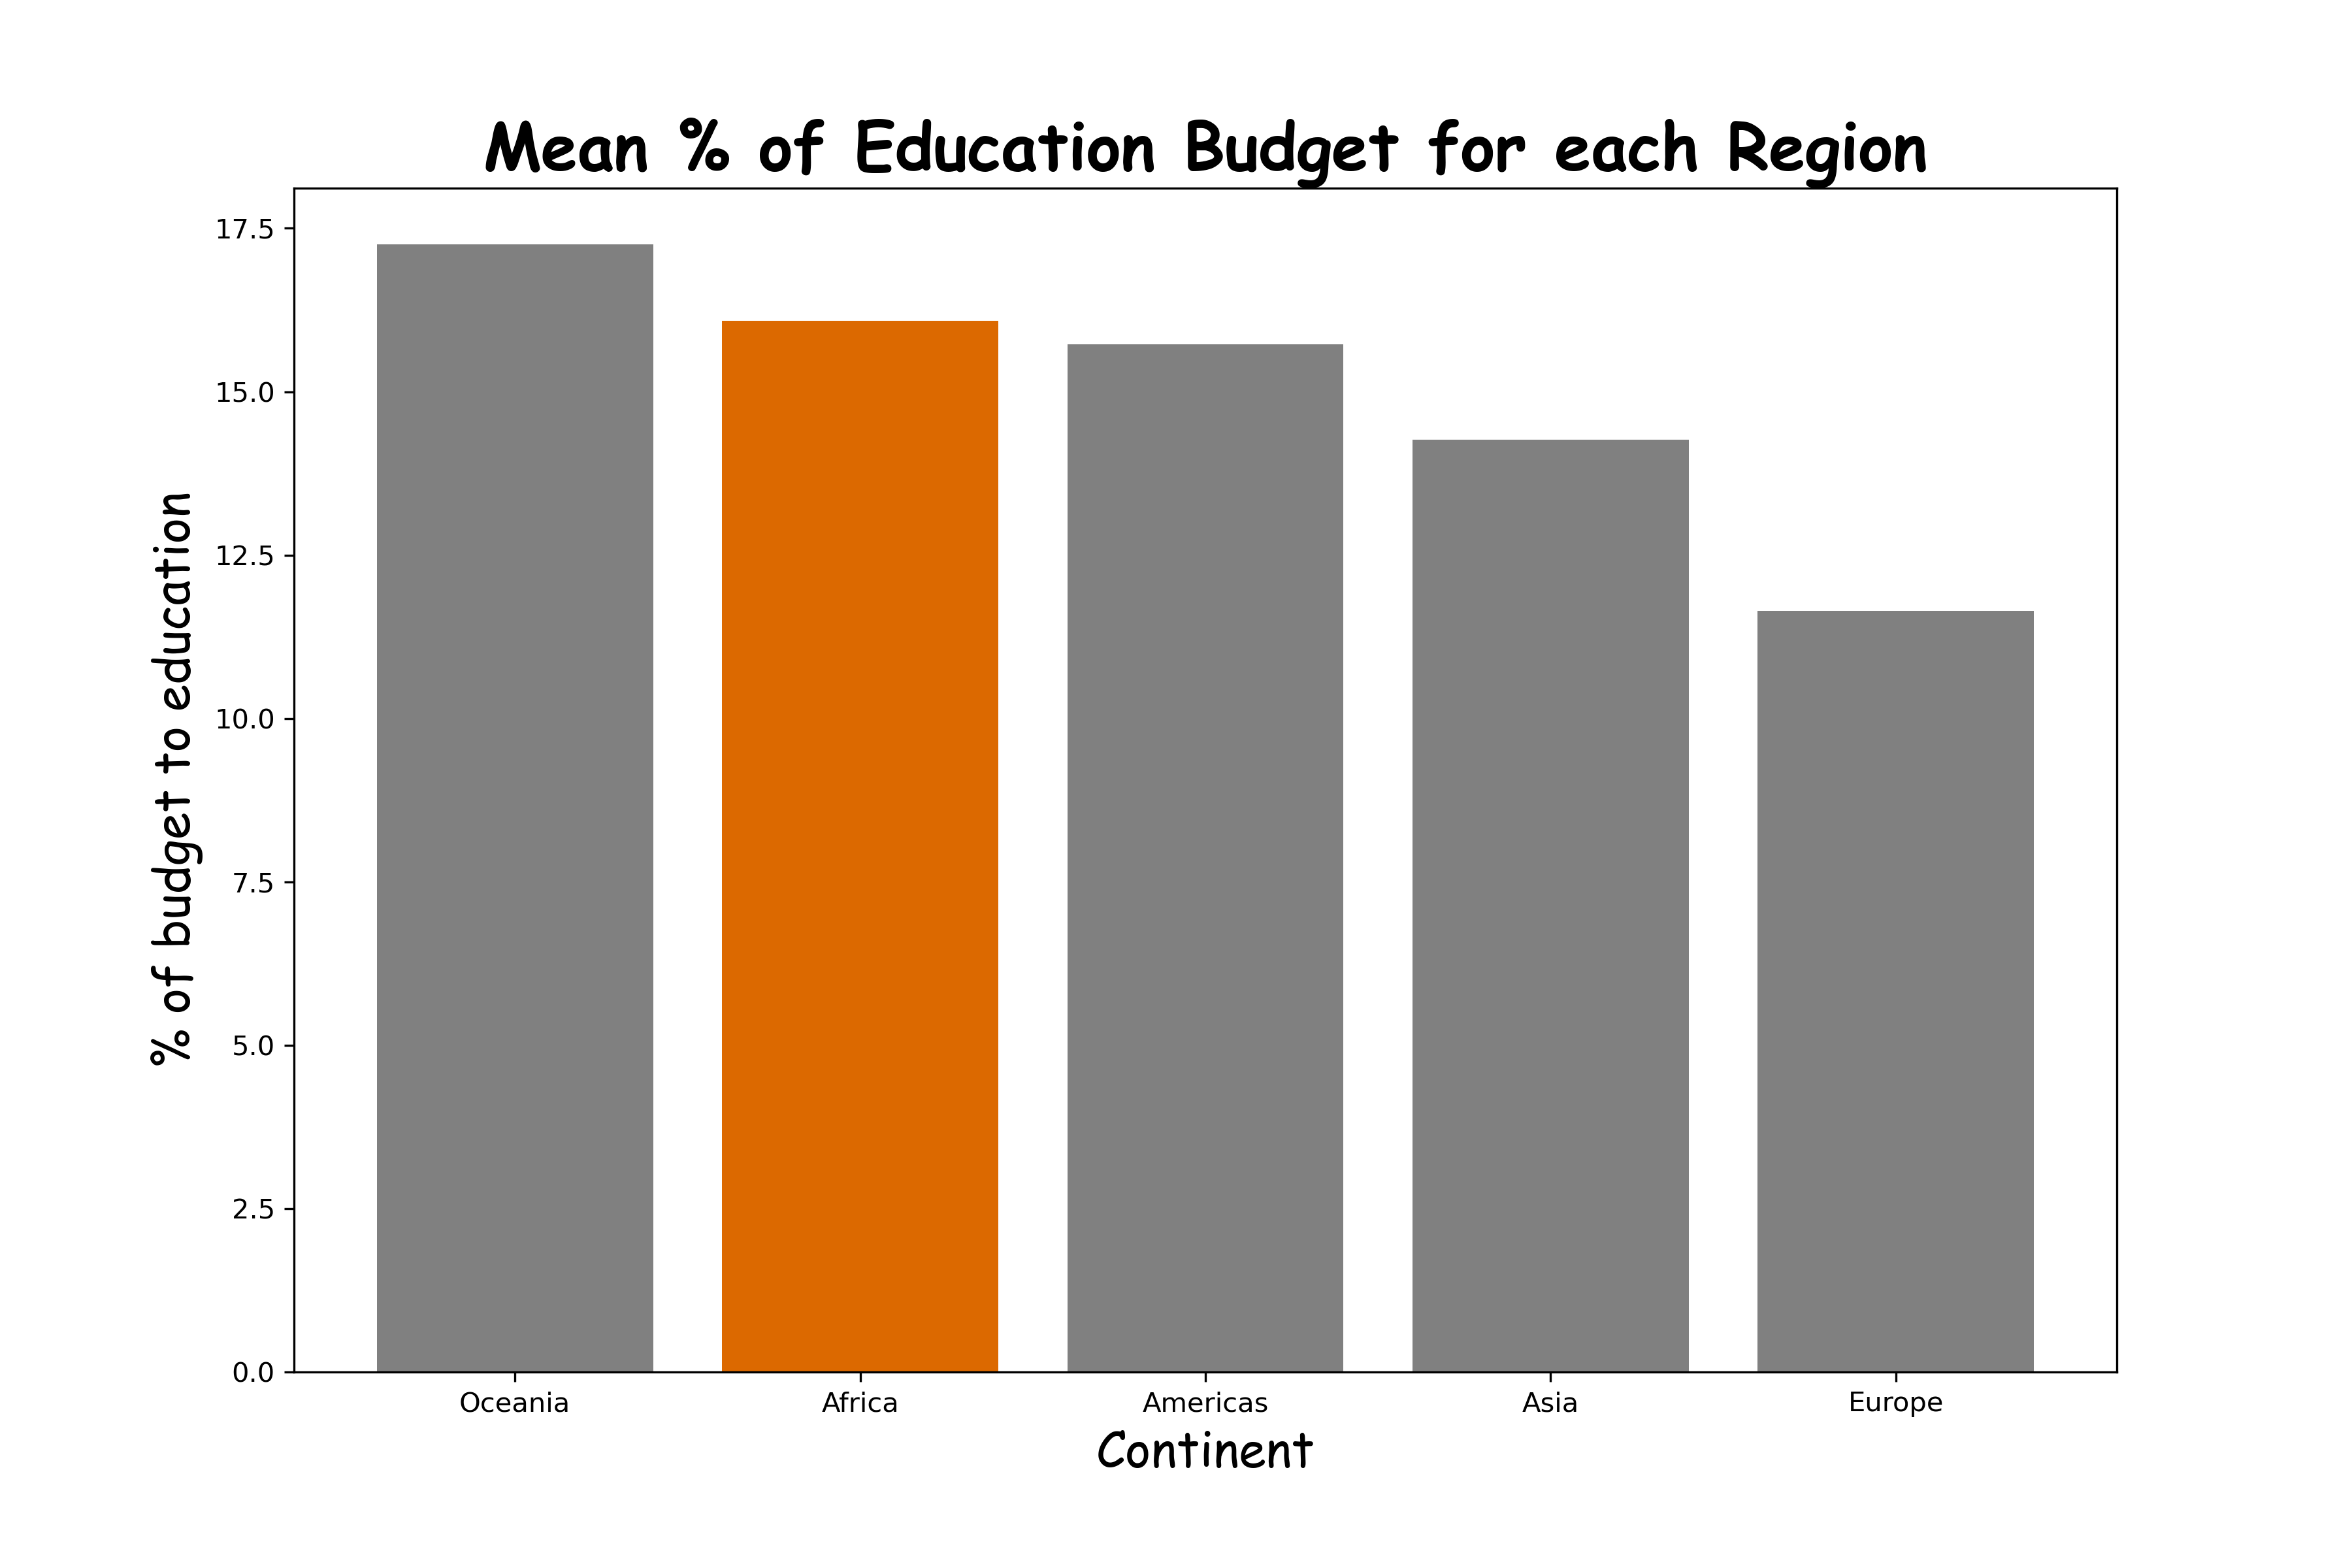 Mean % of Education Budget for each Region
% of budget to education
17.5
15.0
12.5
10.0
7.5
5.0
2.5
0.0
Oceania Africa Americas Asia Europe
Continent